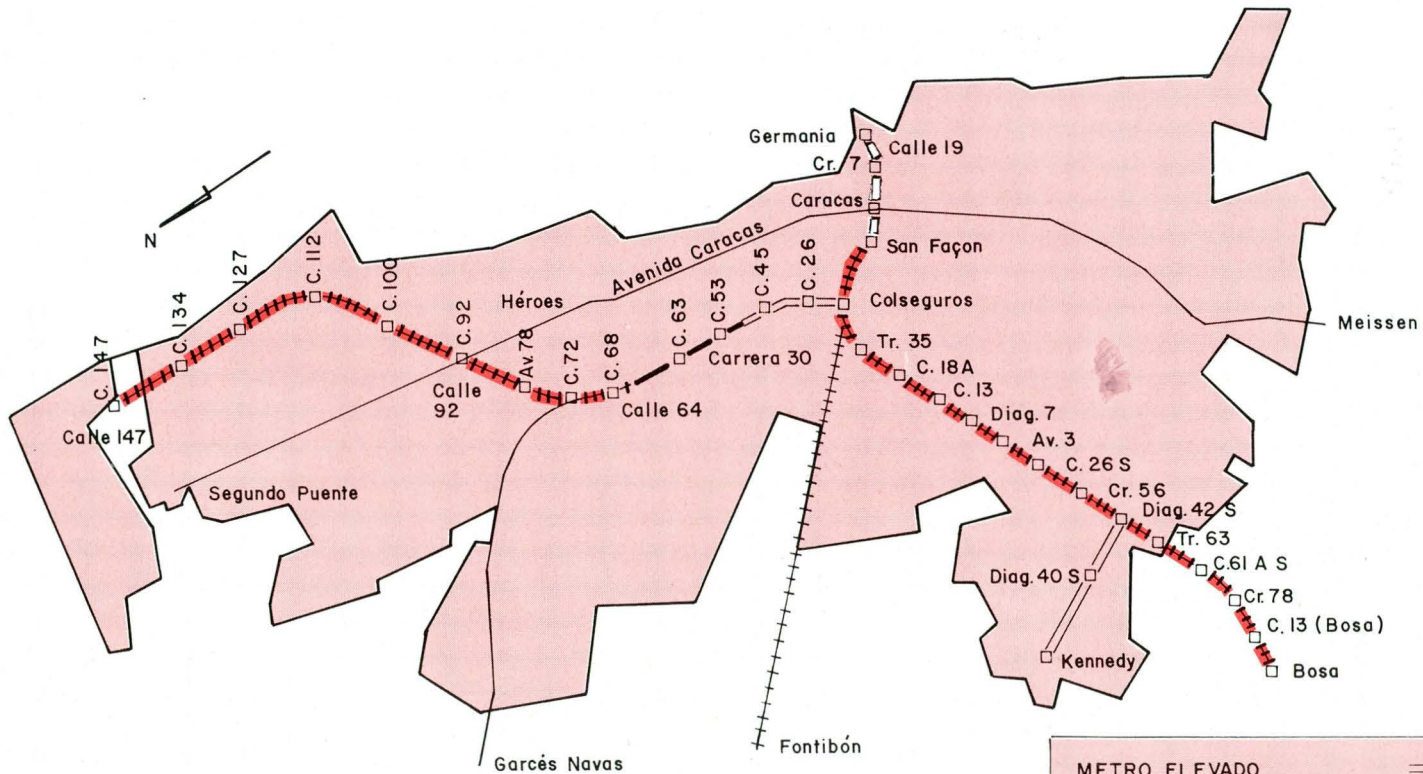 Germania
Calle 19
Cr. 7
Caracas
San Façon
N
Avenida Caracas
C. 147
C. 134
C. 127
C. 112
C. 100
C. 92
Héroes
Av. 78
C. 72
C. 68
C. 63
C. 53
C. 45
C. 26
Colseguros
Meissen
Carrera 30
Tr. 35
C. 18A
Calle
92
Calle 64
C. 13
Calle 147
Diag. 7
Av. 3
C. 26 S
Segundo Puente
Cr. 56
Diag. 42 S
Tr. 63
Diag. 40 S
C.61 A S
Cr. 78
C. 13 (Bosa)
Kennedy
Bosa
Fontibón
Garcés Navas
METRO ELEVADO